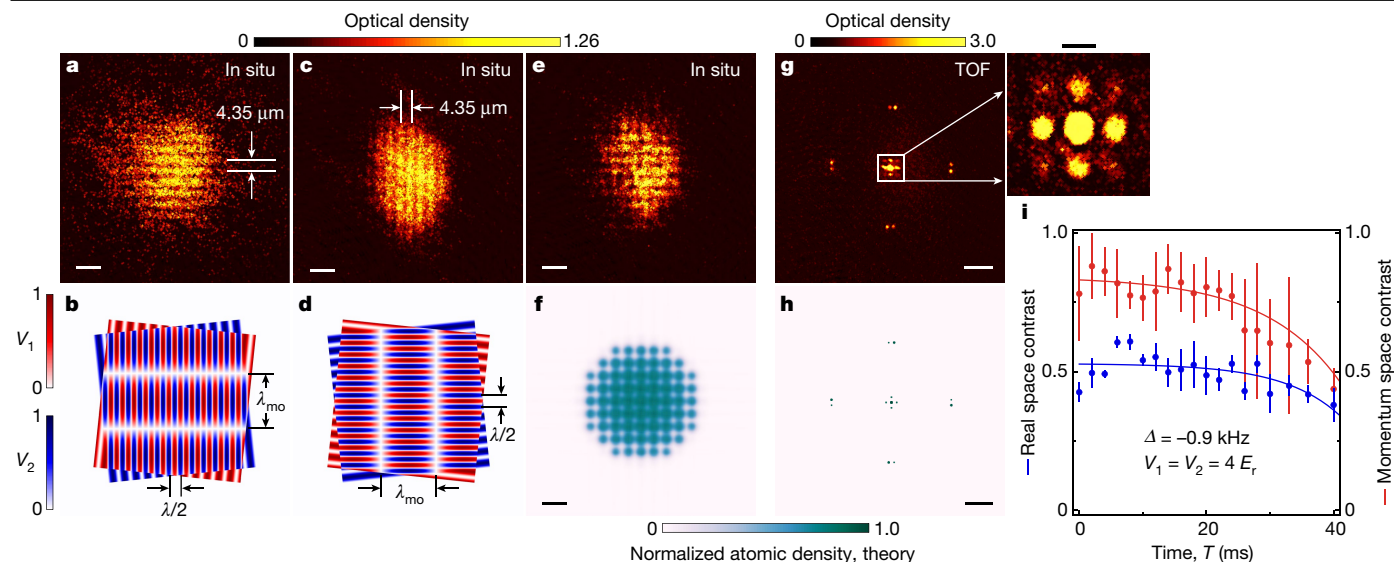 Optical density
0 1.26
Optical density
0 3.0
a In situ
4.35 μm
c In situ
4.35 μm
e In situ
g TOF
b
1
V1
0
1
V2
0
λmo
λ/2
d
λ/2
λmo
f
h
0 1.0
Normalized atomic density, theory
i
1.0
0.5
0
Real space contrast
1.0
0.5
0
Momentum space contrast
Δ = –0.9 kHz
V1 = V2 = 4 Er
0 20 40
Time, T (ms)